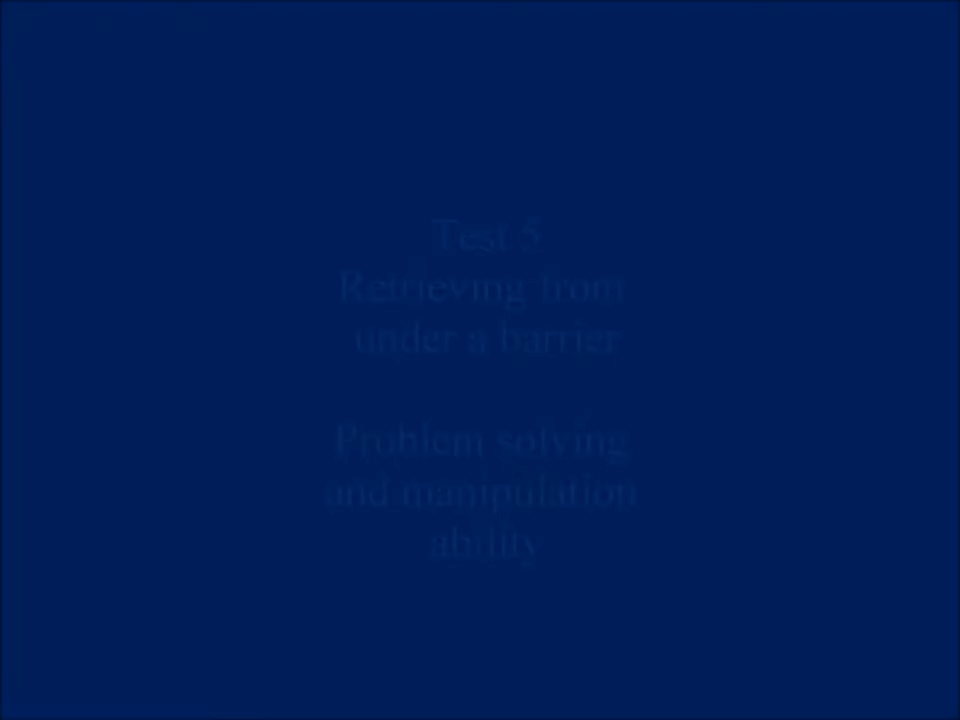 Test 5
Retrieving from
under a barrier
Problem solving
and manipulation
ability